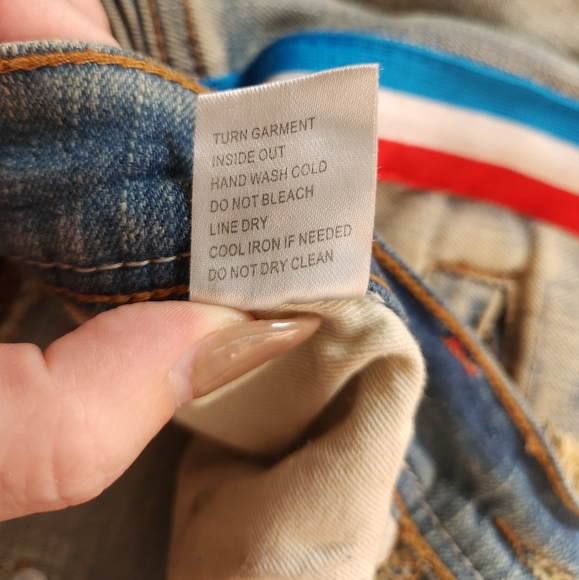 TURN GARMENT
INSIDE OUT
HAND WASH COLD
DO NOT BLEACH
LINE DRY
COOL IRON IF NEEDED
DO NOT DRY CLEAN